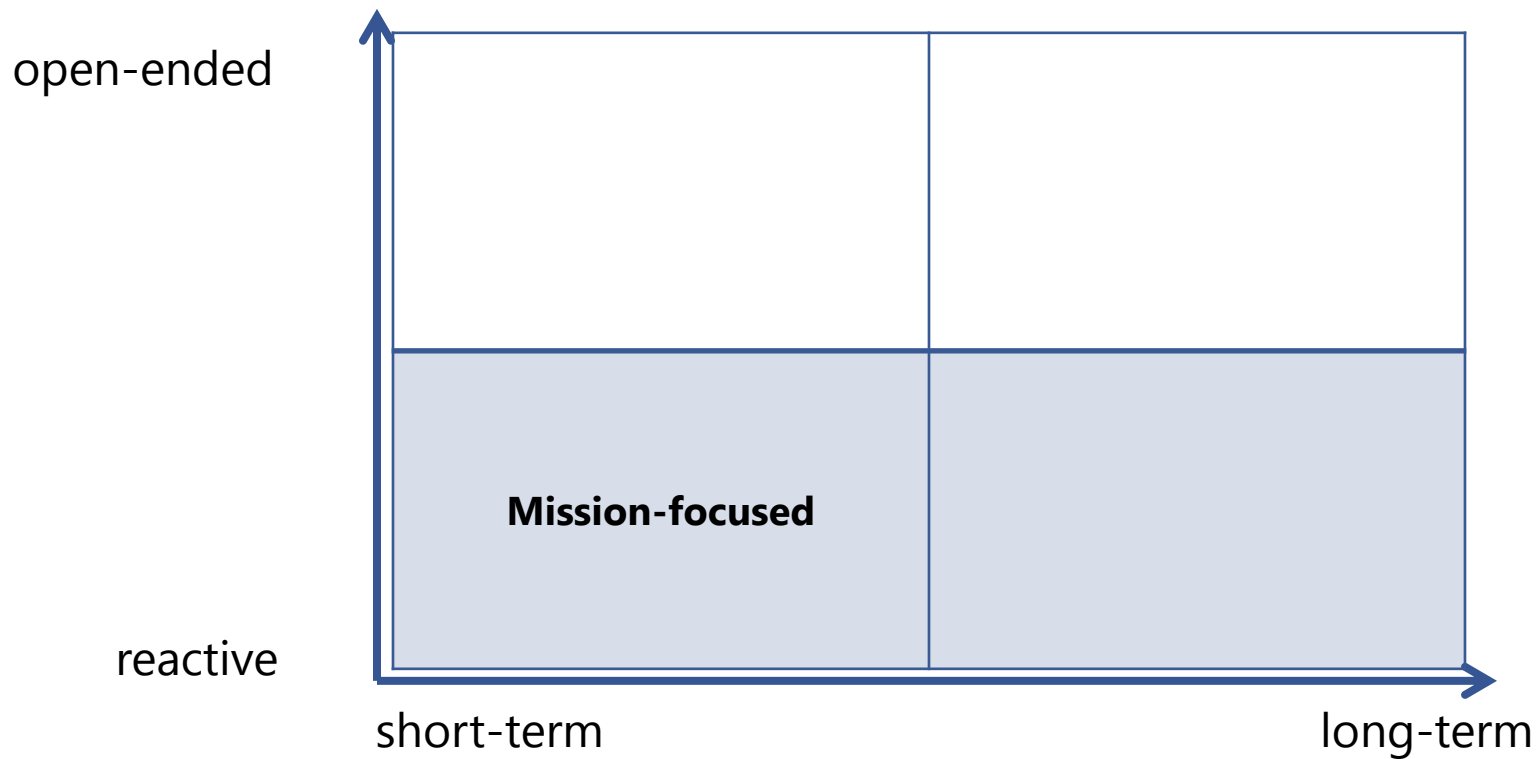 open-ended
Mission-focused
reactive
short-term
long-term